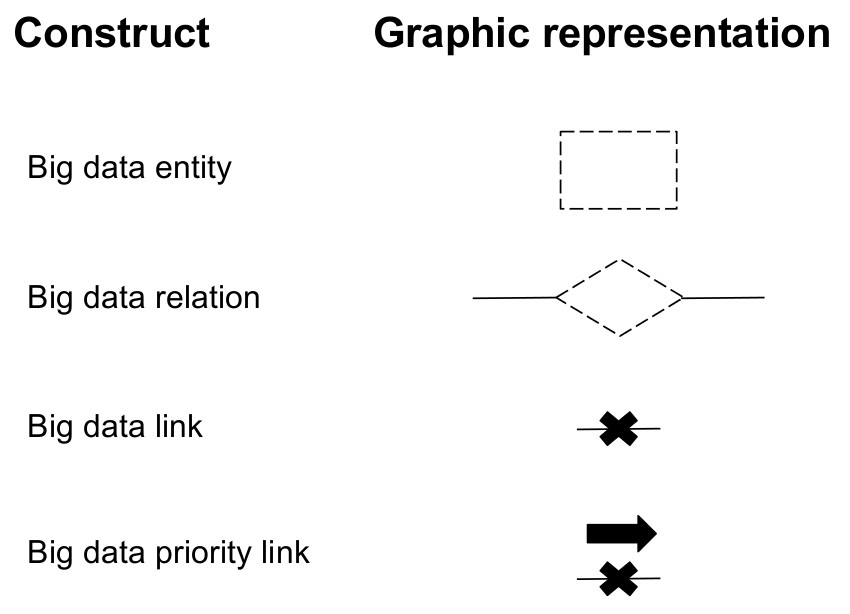 Construct Graphic representation
Big data entity
Big data relation
Big data link
Big data priority link